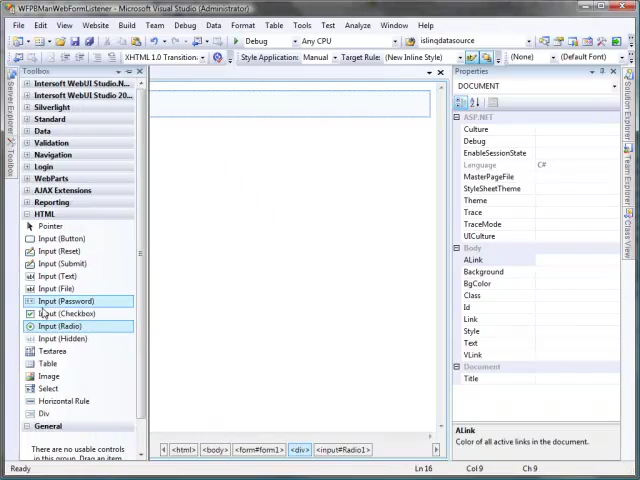 WFPBManWebFormListener - Microsoft Visual Studio (Administrator)
File Edit View Website Build Debug Data Format Tools Test Analyze Window Help
Debug Any CPU islinqdatasource
XHTML 1.0 Transitional Style Application: Manual Target Rule: (New Inline Style) (None) (Default Font)
Toolbox
Intersoft WebUI Studio.N...
Intersoft WebUI Studio 20...
Silverlight
Standard
Data
Validation
Navigation
Login
WebParts
AJAX Extensions
Reporting
HTML
Pointer
Input (Button)
Input (Reset)
Input (Submit)
Input (Text)
Input (File)
Input (Password)
Input (Checkbox)
Input (Radio)
Input (Hidden)
Textarea
Table
Image
Select
Horizontal Rule
Div
General
There are no usable controls
in this group. Drag an item
Server Explorer
Toolbox
<html> <body> <form#form1> <div> <input#Radio1>
Properties
DOCUMENT
ASP.NET
Culture
Debug
EnableSessionState
Language C#
MasterPageFile
StyleSheetTheme
Theme
Trace
TraceMode
UICulture
Body
ALink
Background
BgColor
Class
Id
Link
Style
Text
VLink
Document
Title
ALink
Color of all active links in the document.
Solution Explorer
Team Explorer
Class View
Ready Ln 16 Col 9 Ch 9